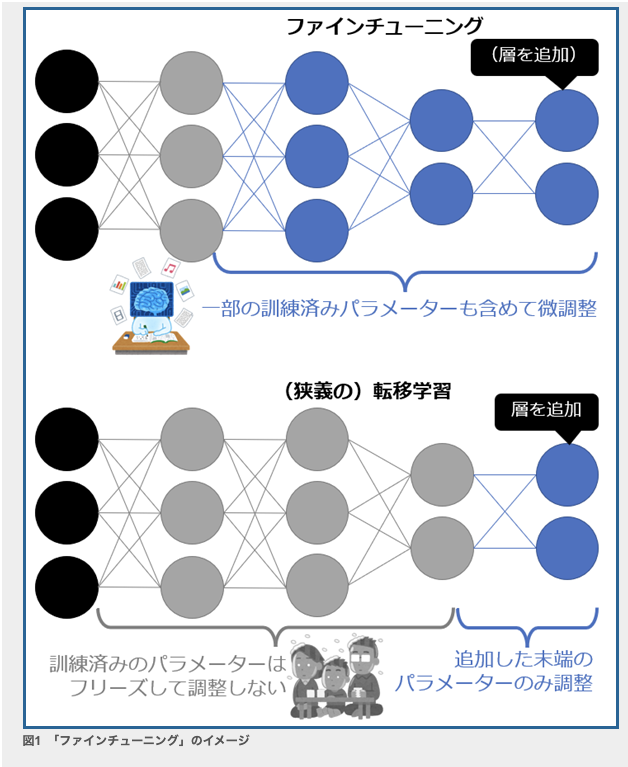 ファインチューニング
(層を追加)
一部の訓練済みパラメーターも含めて微調整
(狭義の)転移学習
層を追加
訓練済みのパラメーターは
フリーズして調整しない
追加した末端の
パラメーターのみ調整
図1 「ファインチューニング」のイメージ